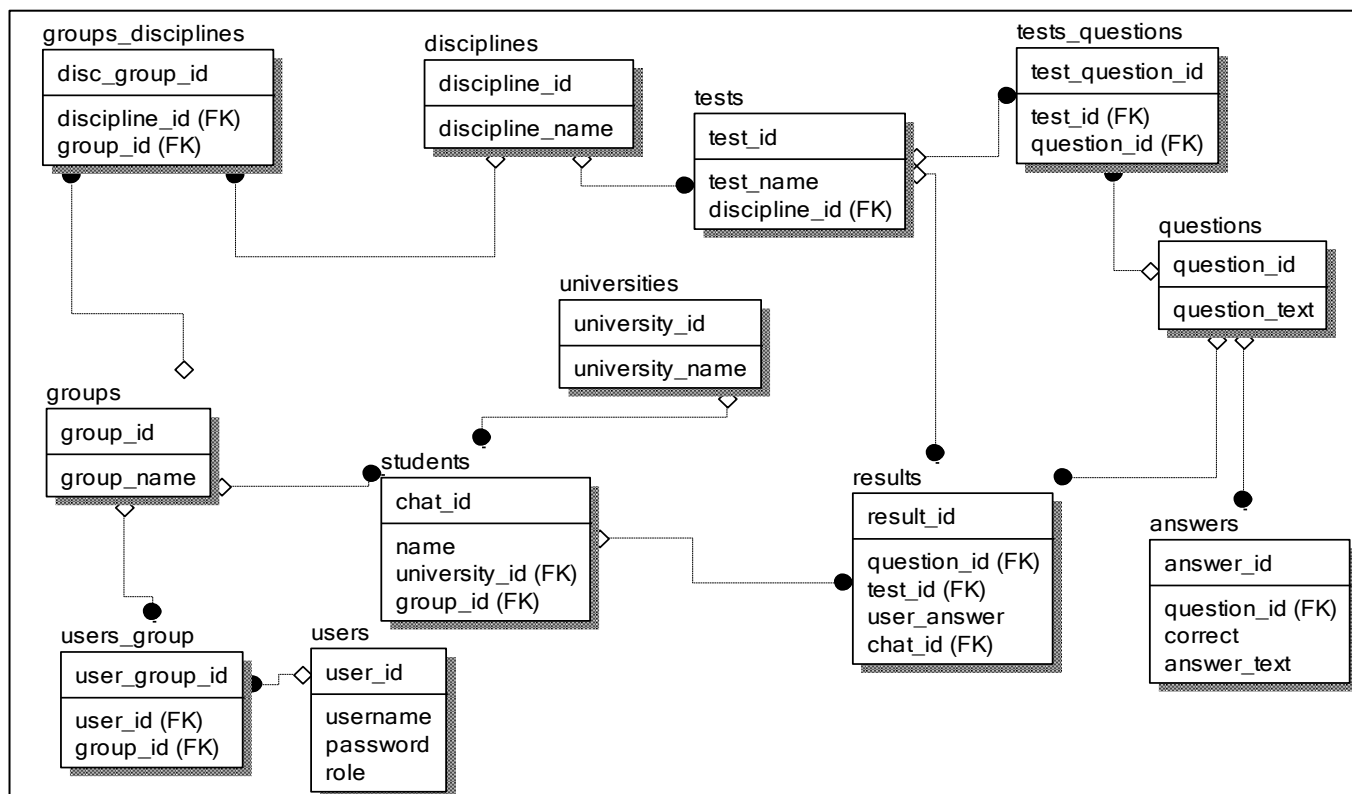 groups_disciplines
disc_group_id
discipline_id (FK)
group_id (FK)
disciplines
discipline_id
discipline_name
tests
test_id
test_name
discipline_id (FK)
tests_questions
test_question_id
test_id (FK)
question_id (FK)
questions
question_id
question_text
universities
university_id
university_name
groups
group_id
group_name
students
chat_id
name
university_id (FK)
group_id (FK)
results
result_id
question_id (FK)
test_id (FK)
user_answer
chat_id (FK)
answers
answer_id
question_id (FK)
correct
answer_text
users_group
user_group_id
user_id (FK)
group_id (FK)
users
user_id
username
password
role